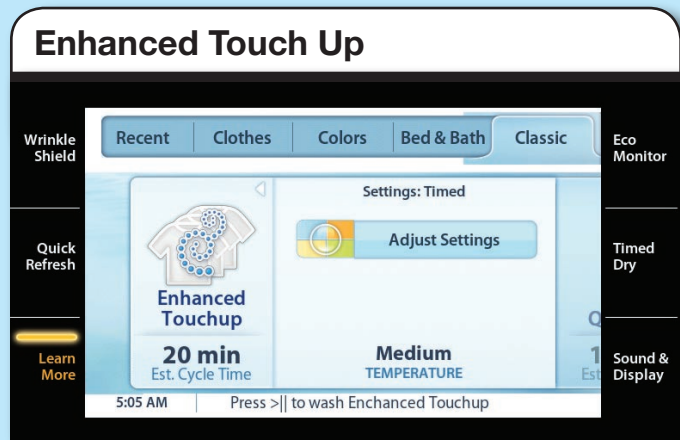 Enhanced Touch Up
Wrinkle
Shield
Quick
Refresh
Learn
More
Recent
Clothes
Colors
Bed & Bath
Classic
Enhanced
Touchup
20 min
Est. Cycle Time
Settings: Timed
Adjust Settings
Medium
TEMPERATURE
Q
1
Est
5:05 AM
Press >|| to wash Enchanced Touchup
Eco
Monitor
Timed
Dry
Sound &
Display